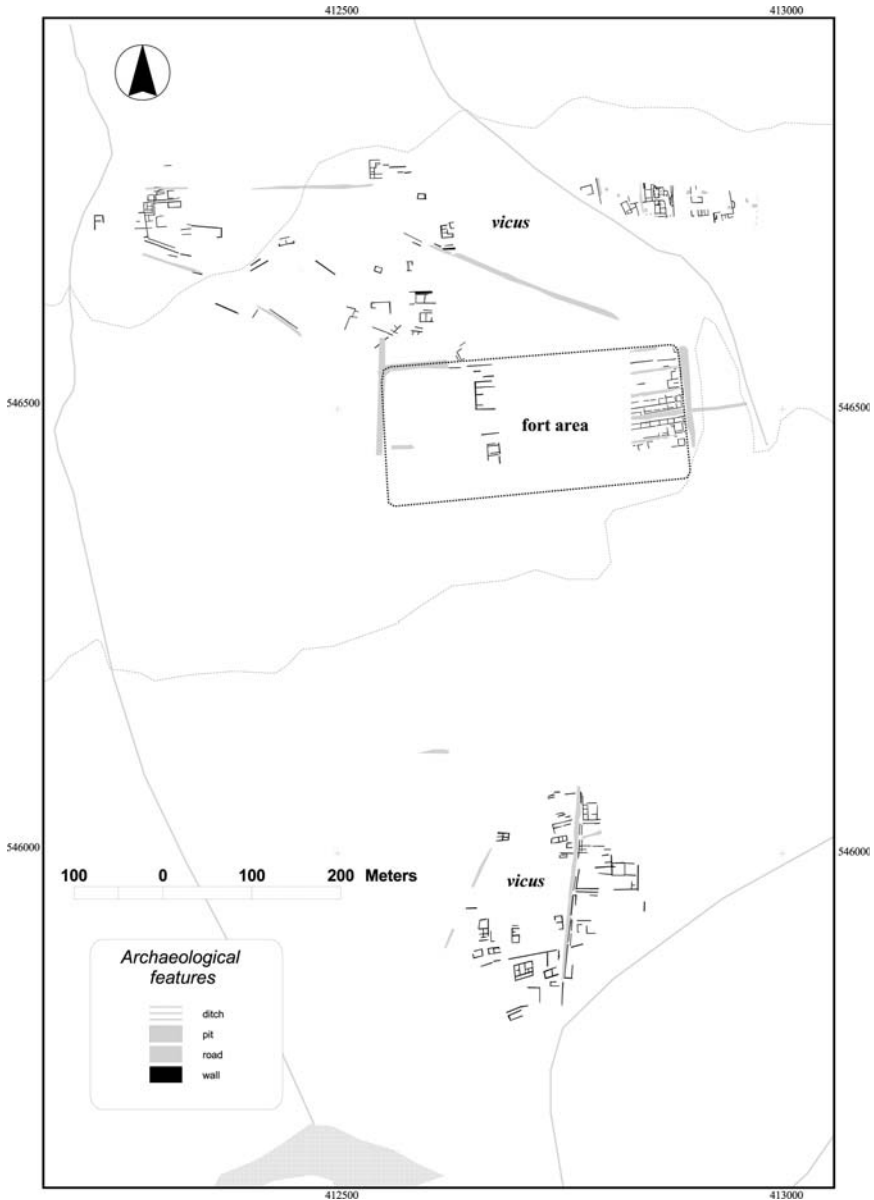 412500 413000
vicus
546500 546500
fort area
546000 546000
100 0 100 200 Meters
vicus
Archaeological
features
ditch
pit
road
wall
412500 413000